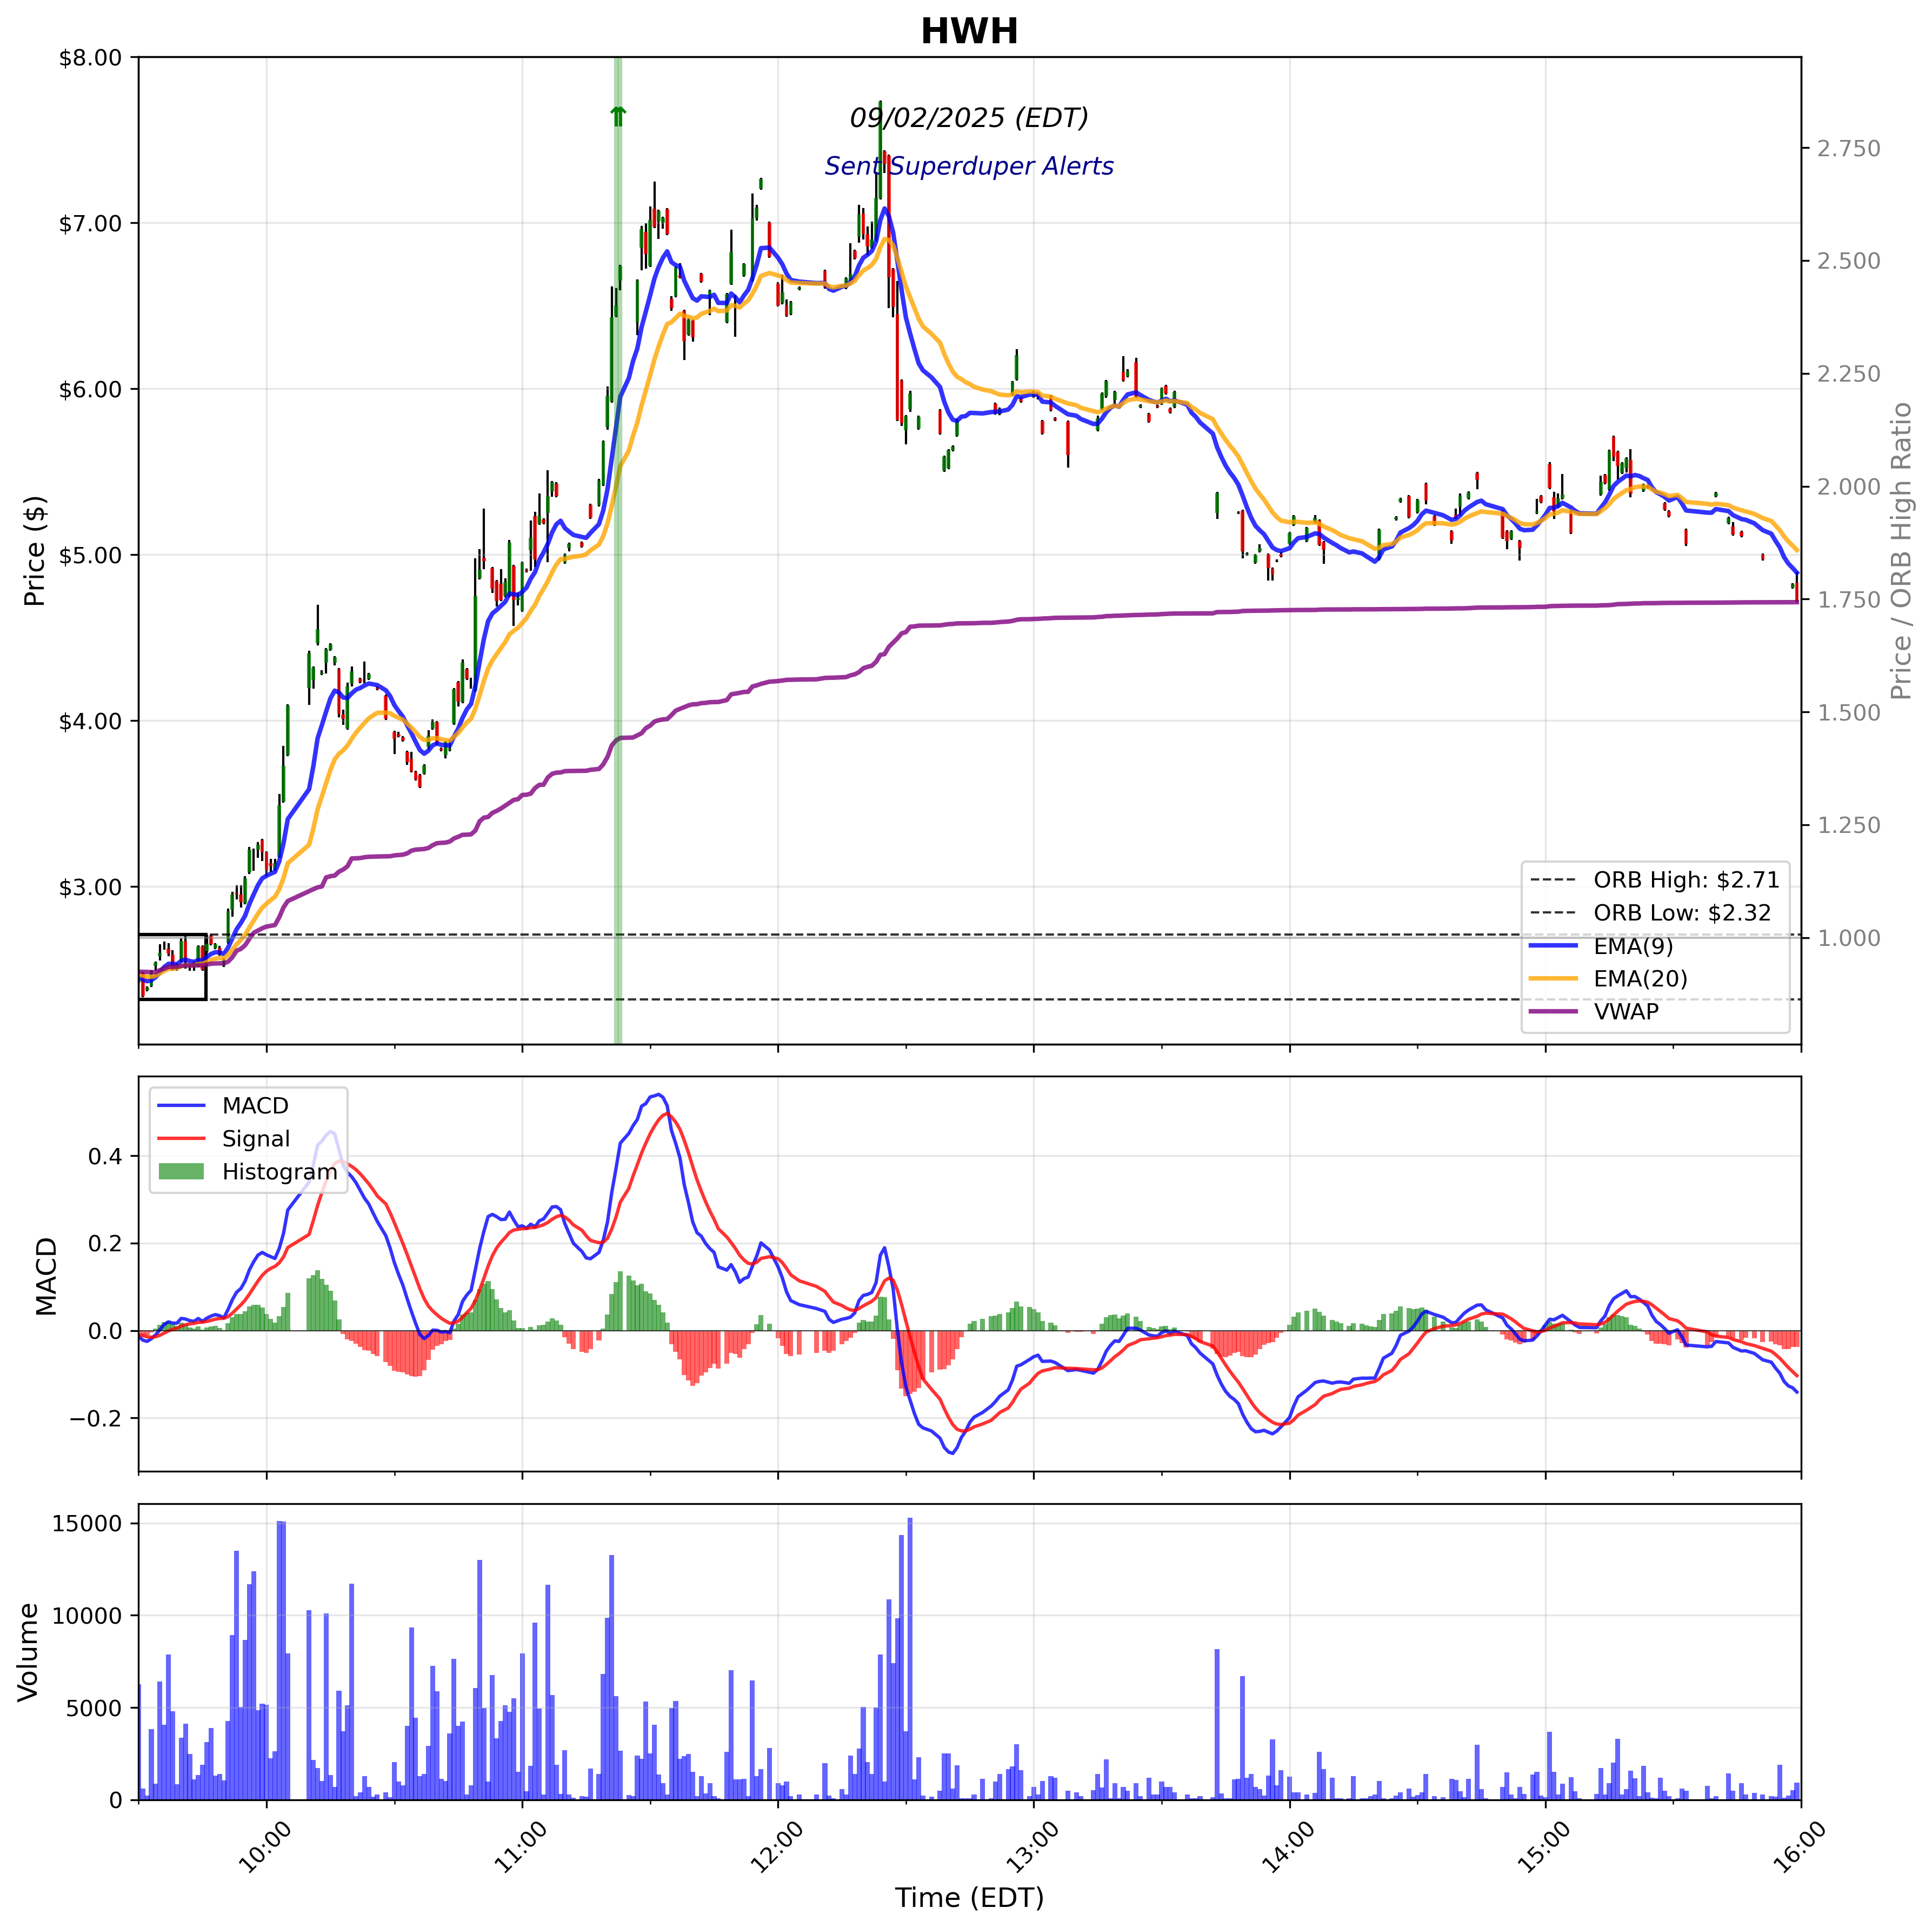 HWH
09/02/2025 (EDT)
Sent Superduper Alerts
$8.00
$7.00
$6.00
$5.00
$4.00
$3.00
Price ($)
2.750
2.500
2.250
2.000
1.750
1.500
1.250
1.000
Price / ORB High Ratio
ORB High: $2.71
ORB Low: $2.32
EMA(9)
EMA(20)
VWAP
MACD
Signal
Histogram
0.4
0.2
0.0
−0.2
MACD
15000
10000
5000
0
Volume
10:00
11:00
12:00
13:00
14:00
15:00
16:00
Time (EDT)